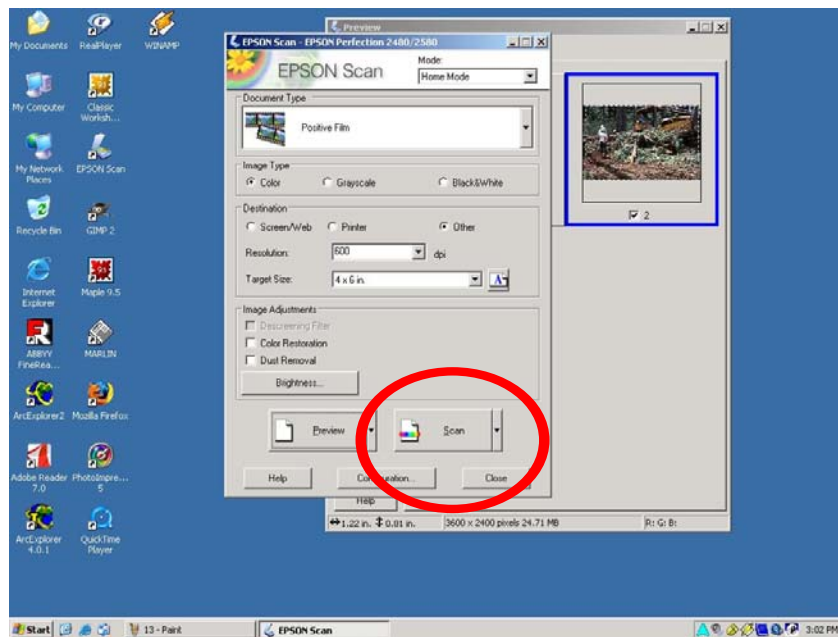 My Documents
RealPlayer
WINAMP
My Computer
Classic Worksh...
My Network Places
EPSON Scan
Recycle Bin
GIMP 2
Internet Explorer
Maple 9.5
ABBYY FineRea...
MARLIN
ArcExplorer2
Mozilla Firefox
Adobe Reader 7.0
PhotoImpre... 5
ArcExplorer 4.0.1
QuickTime Player
Preview
EPSON Scan - EPSON Perfection 2480/2580
EPSON Scan
Mode:
Home Mode
Document Type
Positive Film
Image Type
Color Grayscale Black&White
Destination
Screen/Web Printer Other
Resolution: 600 dpi
Target Size: 4 x 6 in.
A
Image Adjustments
Descreening Filter
Color Restoration
Dust Removal
Brightness...
Preview Scan
Help Close
2
Help
1.22 in. 0.81 in. 3600 x 2400 pixels 24.71 MB R: G: B:
Start 13 - Paint EPSON Scan 3:02 PM